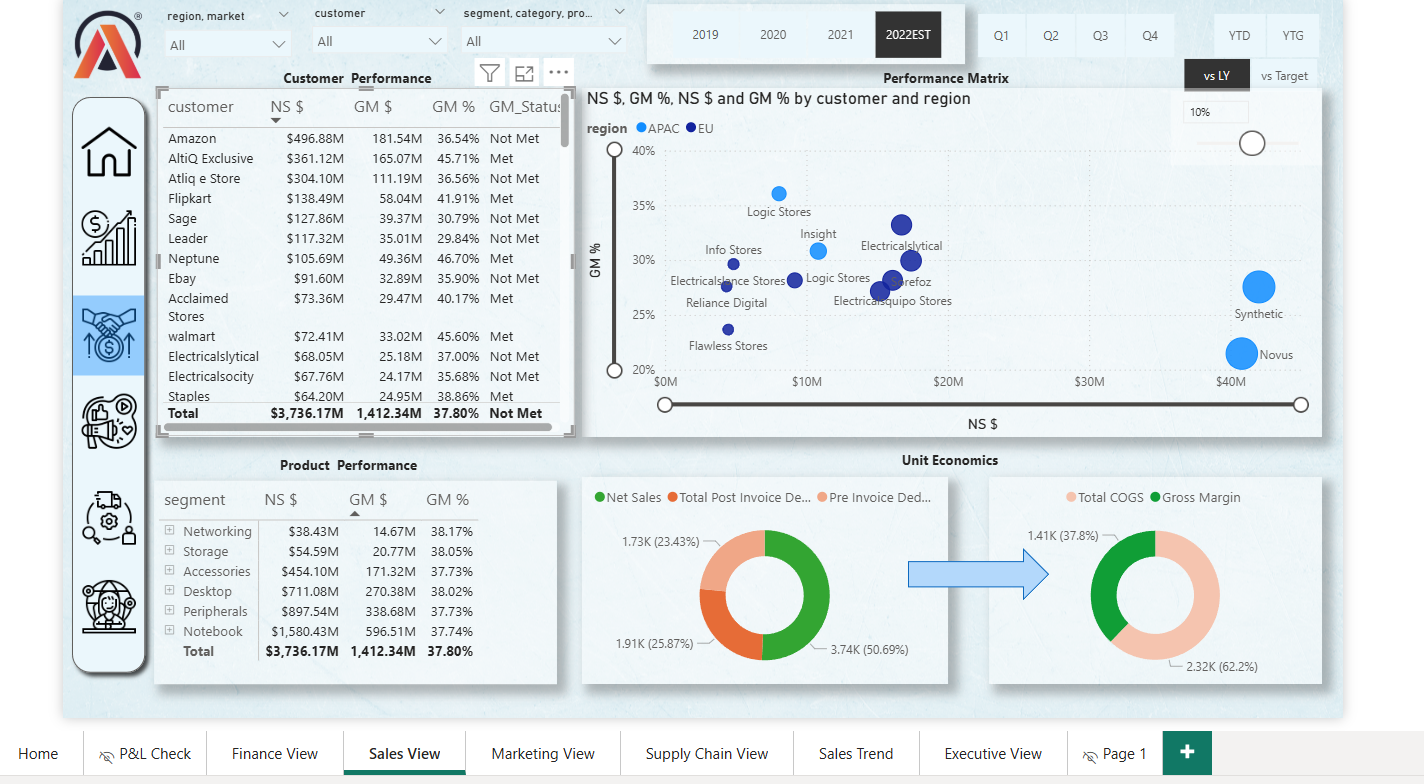 region, market
customer
segment, category, pro...
All
All
All
2019
2020
2021
2022EST
Q1
Q2
Q3
Q4
YTD
YTG
vs LY
vs Target
10%
Customer Performance
customer NS $ GM $ GM % GM_Status
Amazon $496.88M 181.54M 36.54% Not Met
AltiQ Exclusive $361.12M 165.07M 45.71% Met
Atliq e Store $304.10M 111.19M 36.56% Not Met
Flipkart $138.49M 58.04M 41.91% Met
Sage $127.86M 39.37M 30.79% Not Met
Leader $117.32M 35.01M 29.84% Not Met
Neptune $105.69M 49.36M 46.70% Met
Ebay $91.60M 32.89M 35.90% Not Met
Acclaimed $73.36M 29.47M 40.17% Met
Stores
walmart $72.41M 33.02M 45.60% Met
Electricalslytical $68.05M 25.18M 37.00% Not Met
Electricalsocity $67.76M 24.17M 35.68% Not Met
Staples $64.20M 24.95M 38.86% Met
Total $3,736.17M 1,412.34M 37.80% Not Met
Performance Matrix
NS $, GM %, NS $ and GM % by customer and region
region APAC EU
GM %
40%
35%
30%
25%
20%
Logic Stores
Insight
Info Stores
Electricalslytical
Electricalslance Stores
Logic Stores
Sorefoz
Reliance Digital
Electricalsquipo Stores
Synthetic
Flawless Stores
Novus
$0M
$10M
$20M
$30M
$40M
NS $
Product Performance
segment NS $ GM $ GM %
Networking $38.43M 14.67M 38.17%
Storage $54.59M 20.77M 38.05%
Accessories $454.10M 171.32M 37.73%
Desktop $711.08M 270.38M 38.02%
Peripherals $897.54M 338.68M 37.73%
Notebook $1,580.43M 596.51M 37.74%
Total $3,736.17M 1,412.34M 37.80%
Unit Economics
Net Sales Total Post Invoice De... Pre Invoice Ded...
1.73K (23.43%)
1.91K (25.87%)
3.74K (50.69%)
Total COGS Gross Margin
1.41K (37.8%)
2.32K (62.2%)
Home
P&L Check
Finance View
Sales View
Marketing View
Supply Chain View
Sales Trend
Executive View
Page 1
+